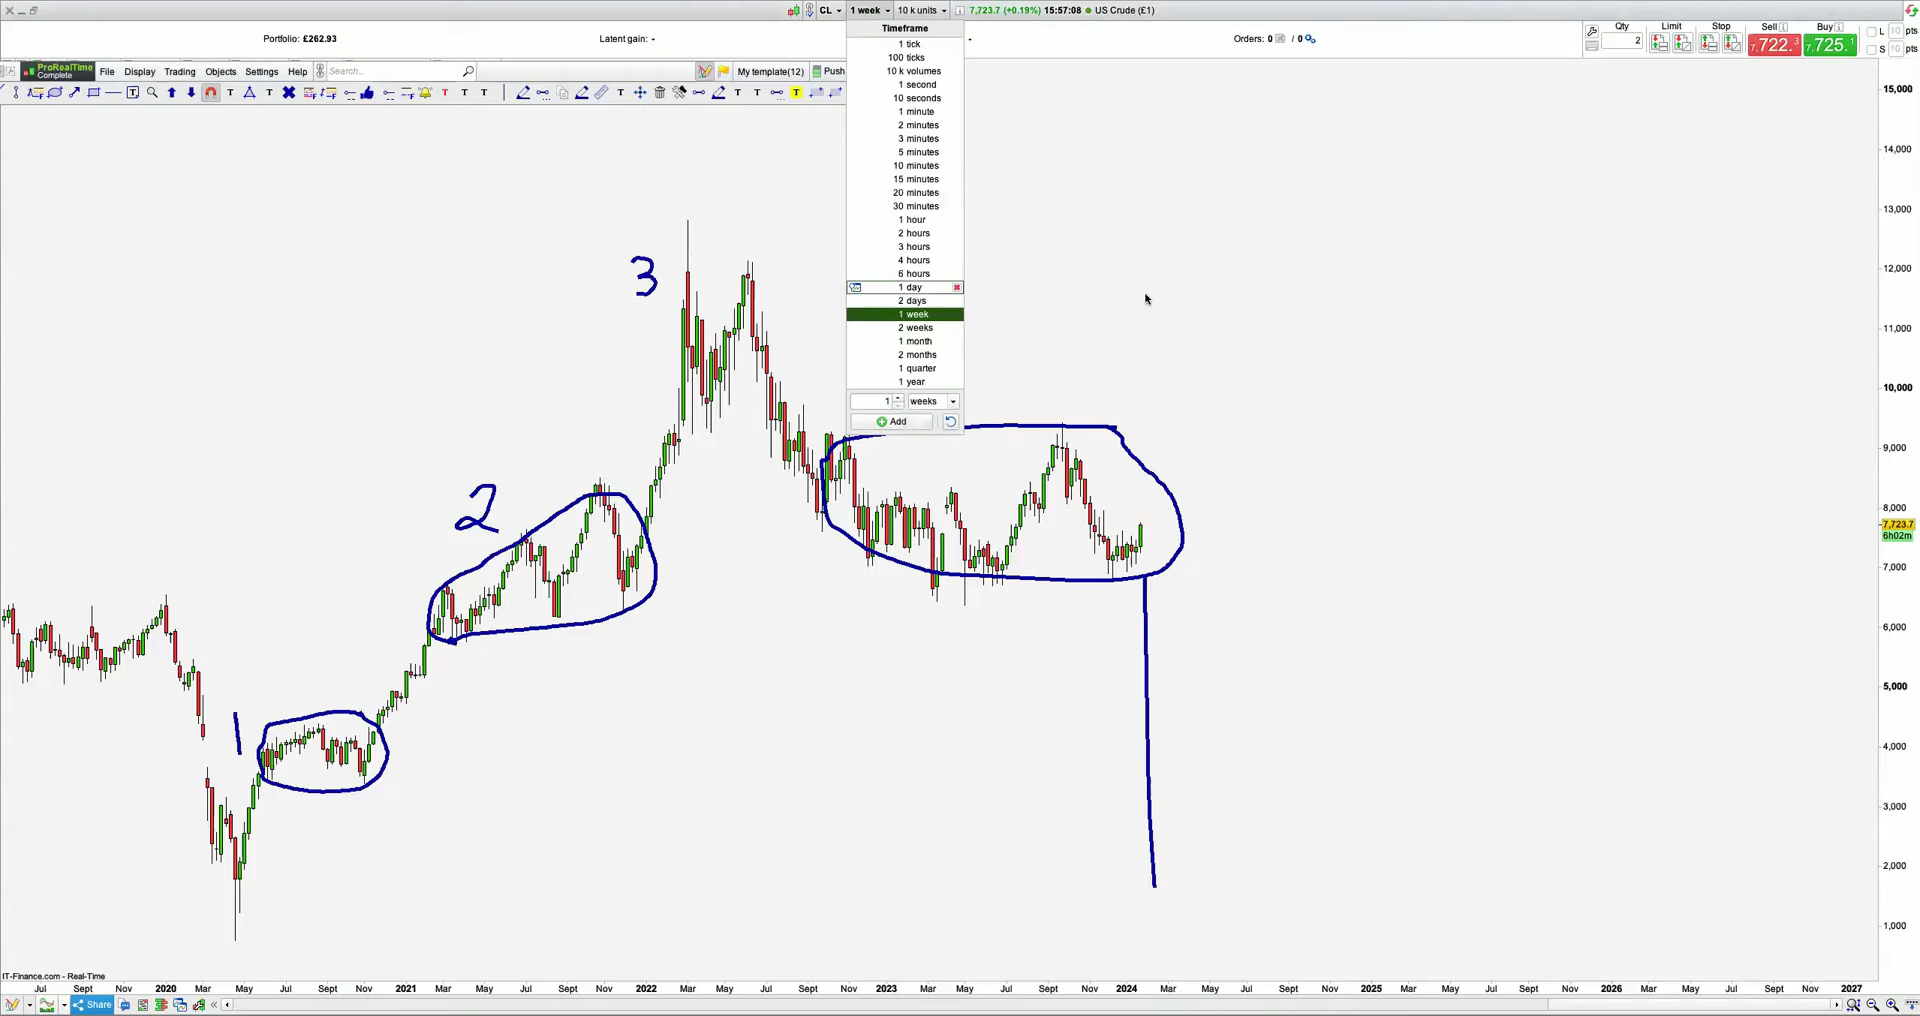 CL 1 week 10 k units 7,723.7 (+0.19%) 15:57:08 US Crude (£1)
Portfolio: £262.93 Latent gain: - - Orders: 0 / 0
Qty Limit Stop Sell Buy
2 7,722.3 7,725.1
L 10 pts
S 10 pts
ProRealTime
Complete
File Display Trading Objects Settings Help Search... My template(12) Push
Timeframe
1 tick
100 ticks
10 k volumes
1 second
10 seconds
1 minute
2 minutes
3 minutes
5 minutes
10 minutes
15 minutes
20 minutes
30 minutes
1 hour
2 hours
3 hours
4 hours
6 hours
1 day
2 days
1 week
2 weeks
1 month
2 months
1 quarter
1 year
1 weeks
Add
3
2
1
15,000
14,000
13,000
12,000
11,000
10,000
9,000
8,000
7,723.7
6h02m
7,000
6,000
5,000
4,000
3,000
2,000
1,000
IT-Finance.com - Real-Time
Jul Sept Nov 2020 Mar May Jul Sept Nov 2021 Mar May Jul Sept Nov 2022 Mar May Jul Sept Nov 2023 Mar May Jul Sept Nov 2024 Mar May Jul Sept Nov 2025 Mar May Jul Sept Nov 2026 Mar May Jul Sept Nov 2027
Share